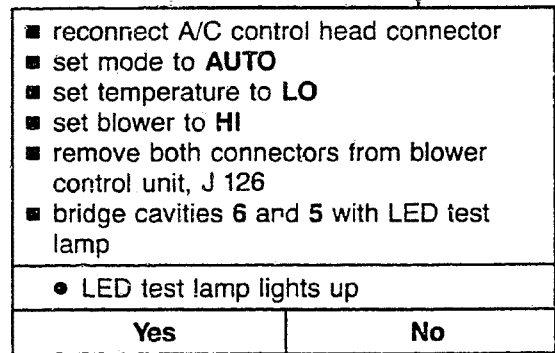 ■ reconnect A/C control head connector
■ set mode to AUTO
■ set temperature to LO
■ set blower to HI
■ remove both connectors from blower
control unit, J 126
■ bridge cavities 6 and 5 with LED test
lamp
● LED test lamp lights up
Yes No